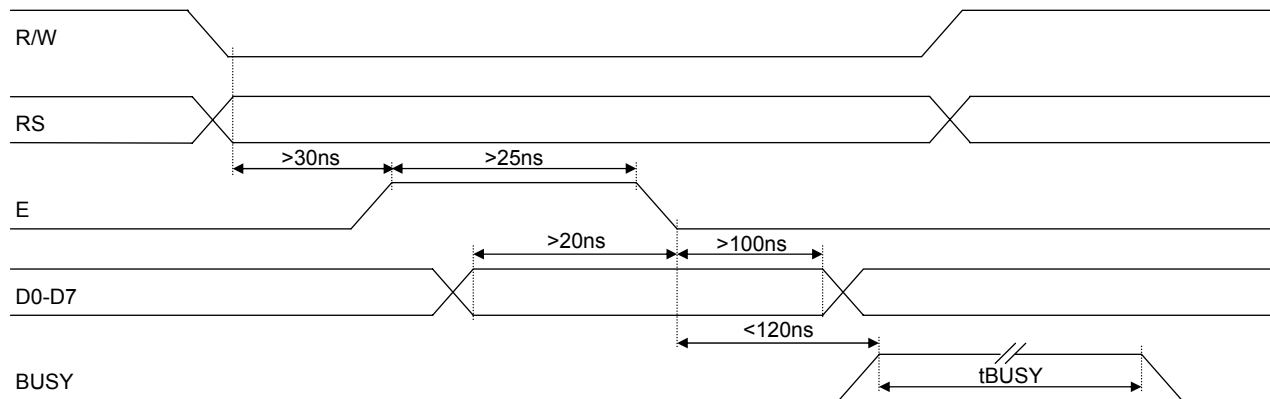 R/W
RS
>30ns >25ns
E
>20ns >100ns
D0-D7
<120ns
tBUSY
BUSY